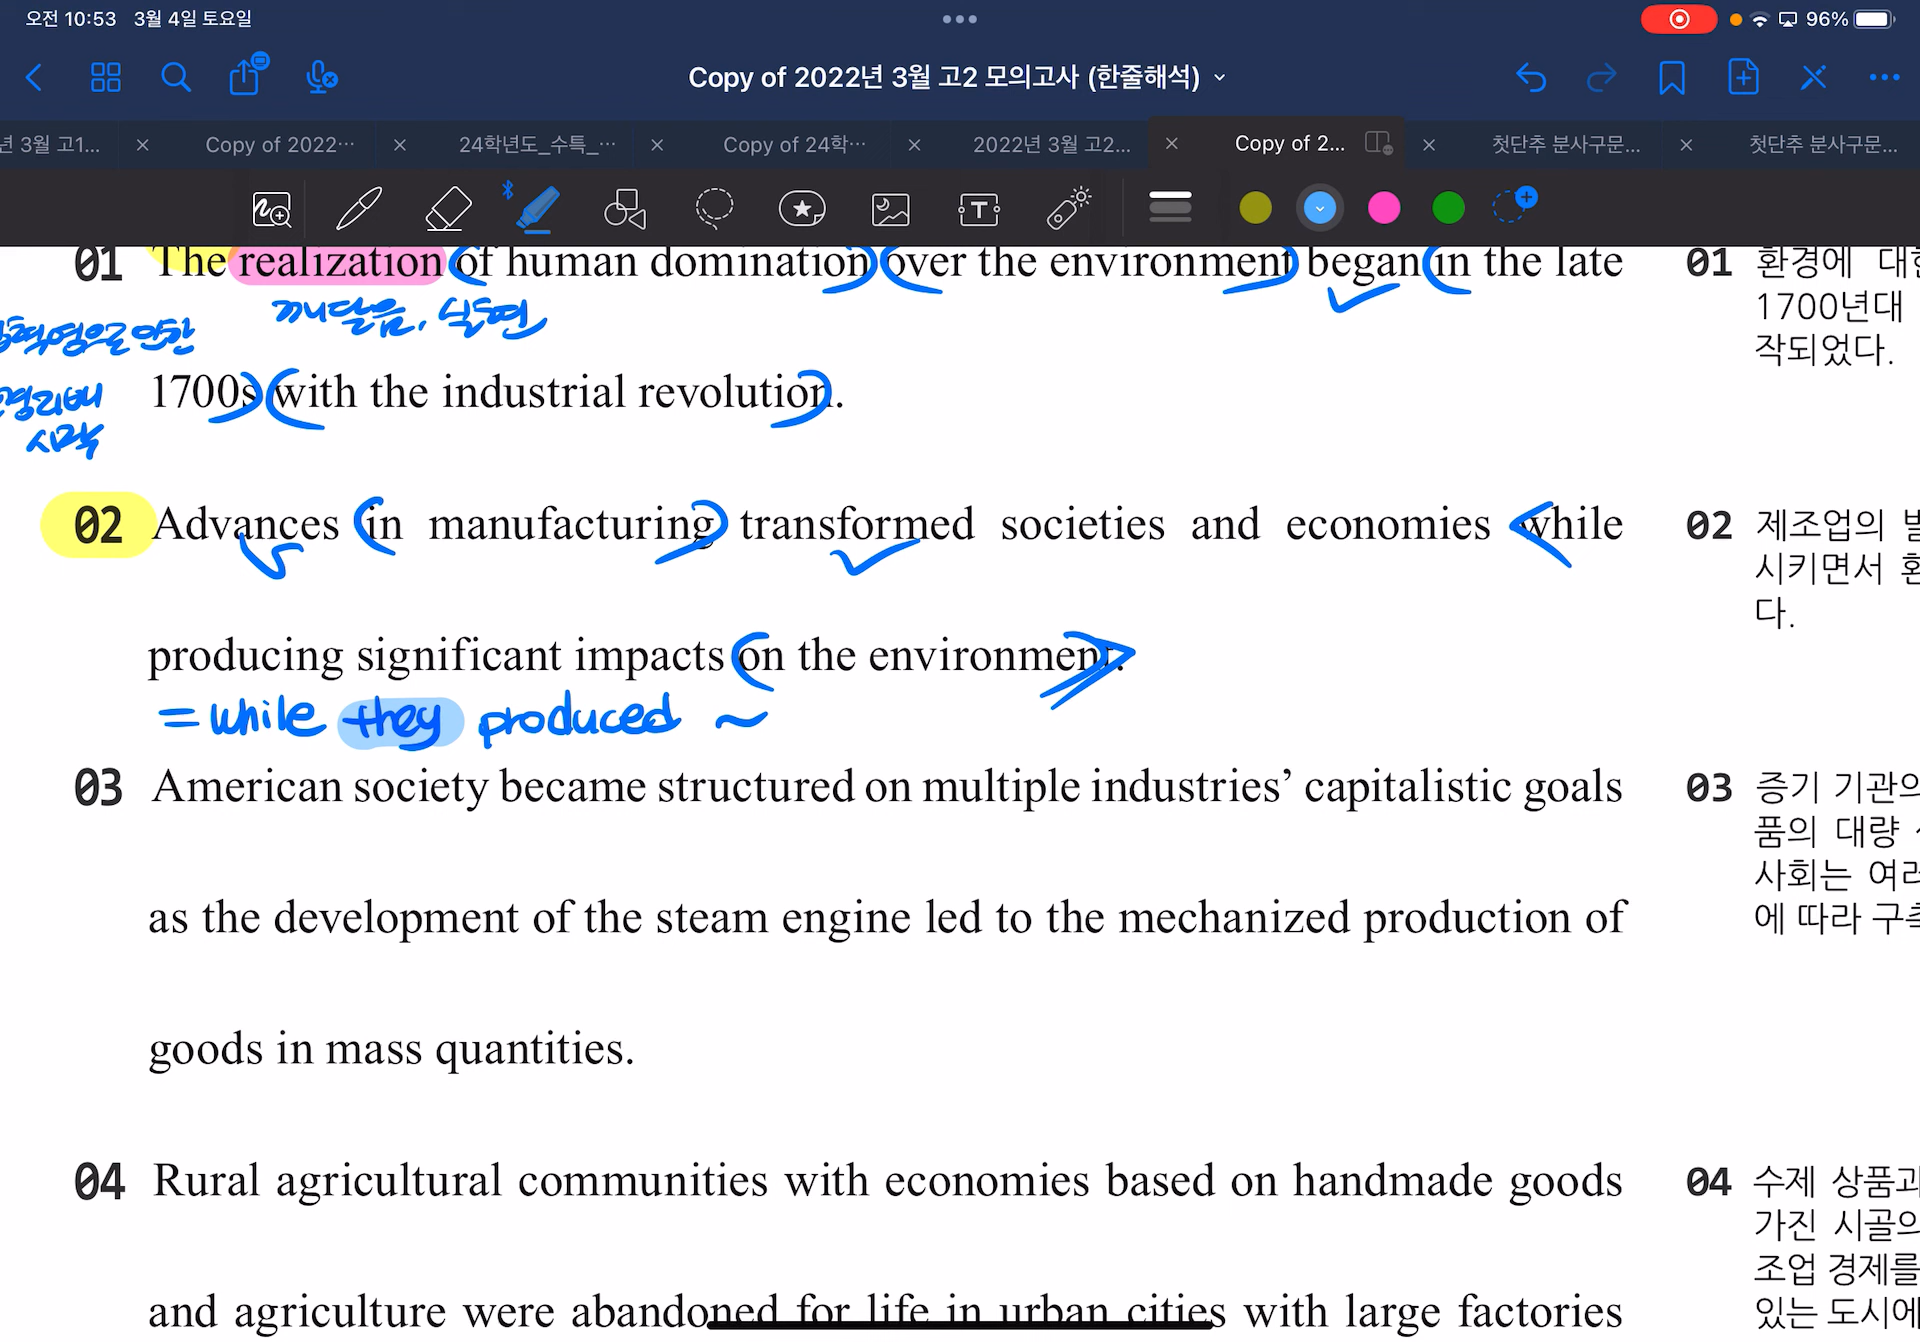 오전 10:53 3월 4일 토요일
96%
Copy of 2022년 3월 고2 모의고사 (한줄해석)
년 3월 고1...
Copy of 2022...
24학년도_수특_...
Copy of 24학...
2022년 3월 고2...
Copy of 2...
첫단추 분사구문...
첫단추 분사구문...
01 The realization of human domination over the environment began in the late
깨달음, 실현
1700s with the industrial revolution.
시작
02 Advances in manufacturing transformed societies and economies while
producing significant impacts on the environment.
= while they produced ~
03 American society became structured on multiple industries’ capitalistic goals
as the development of the steam engine led to the mechanized production of
goods in mass quantities.
04 Rural agricultural communities with economies based on handmade goods
and agriculture were abandoned for life in urban cities with large factories
01 환경에
1700년대
작되었다.
02 제조업의
시키면서
다.
03 증기 기관의
품의 대량
사회는
에 따라
04 수제 상품과
가진 시골의
조업 경제를
있는 도시에